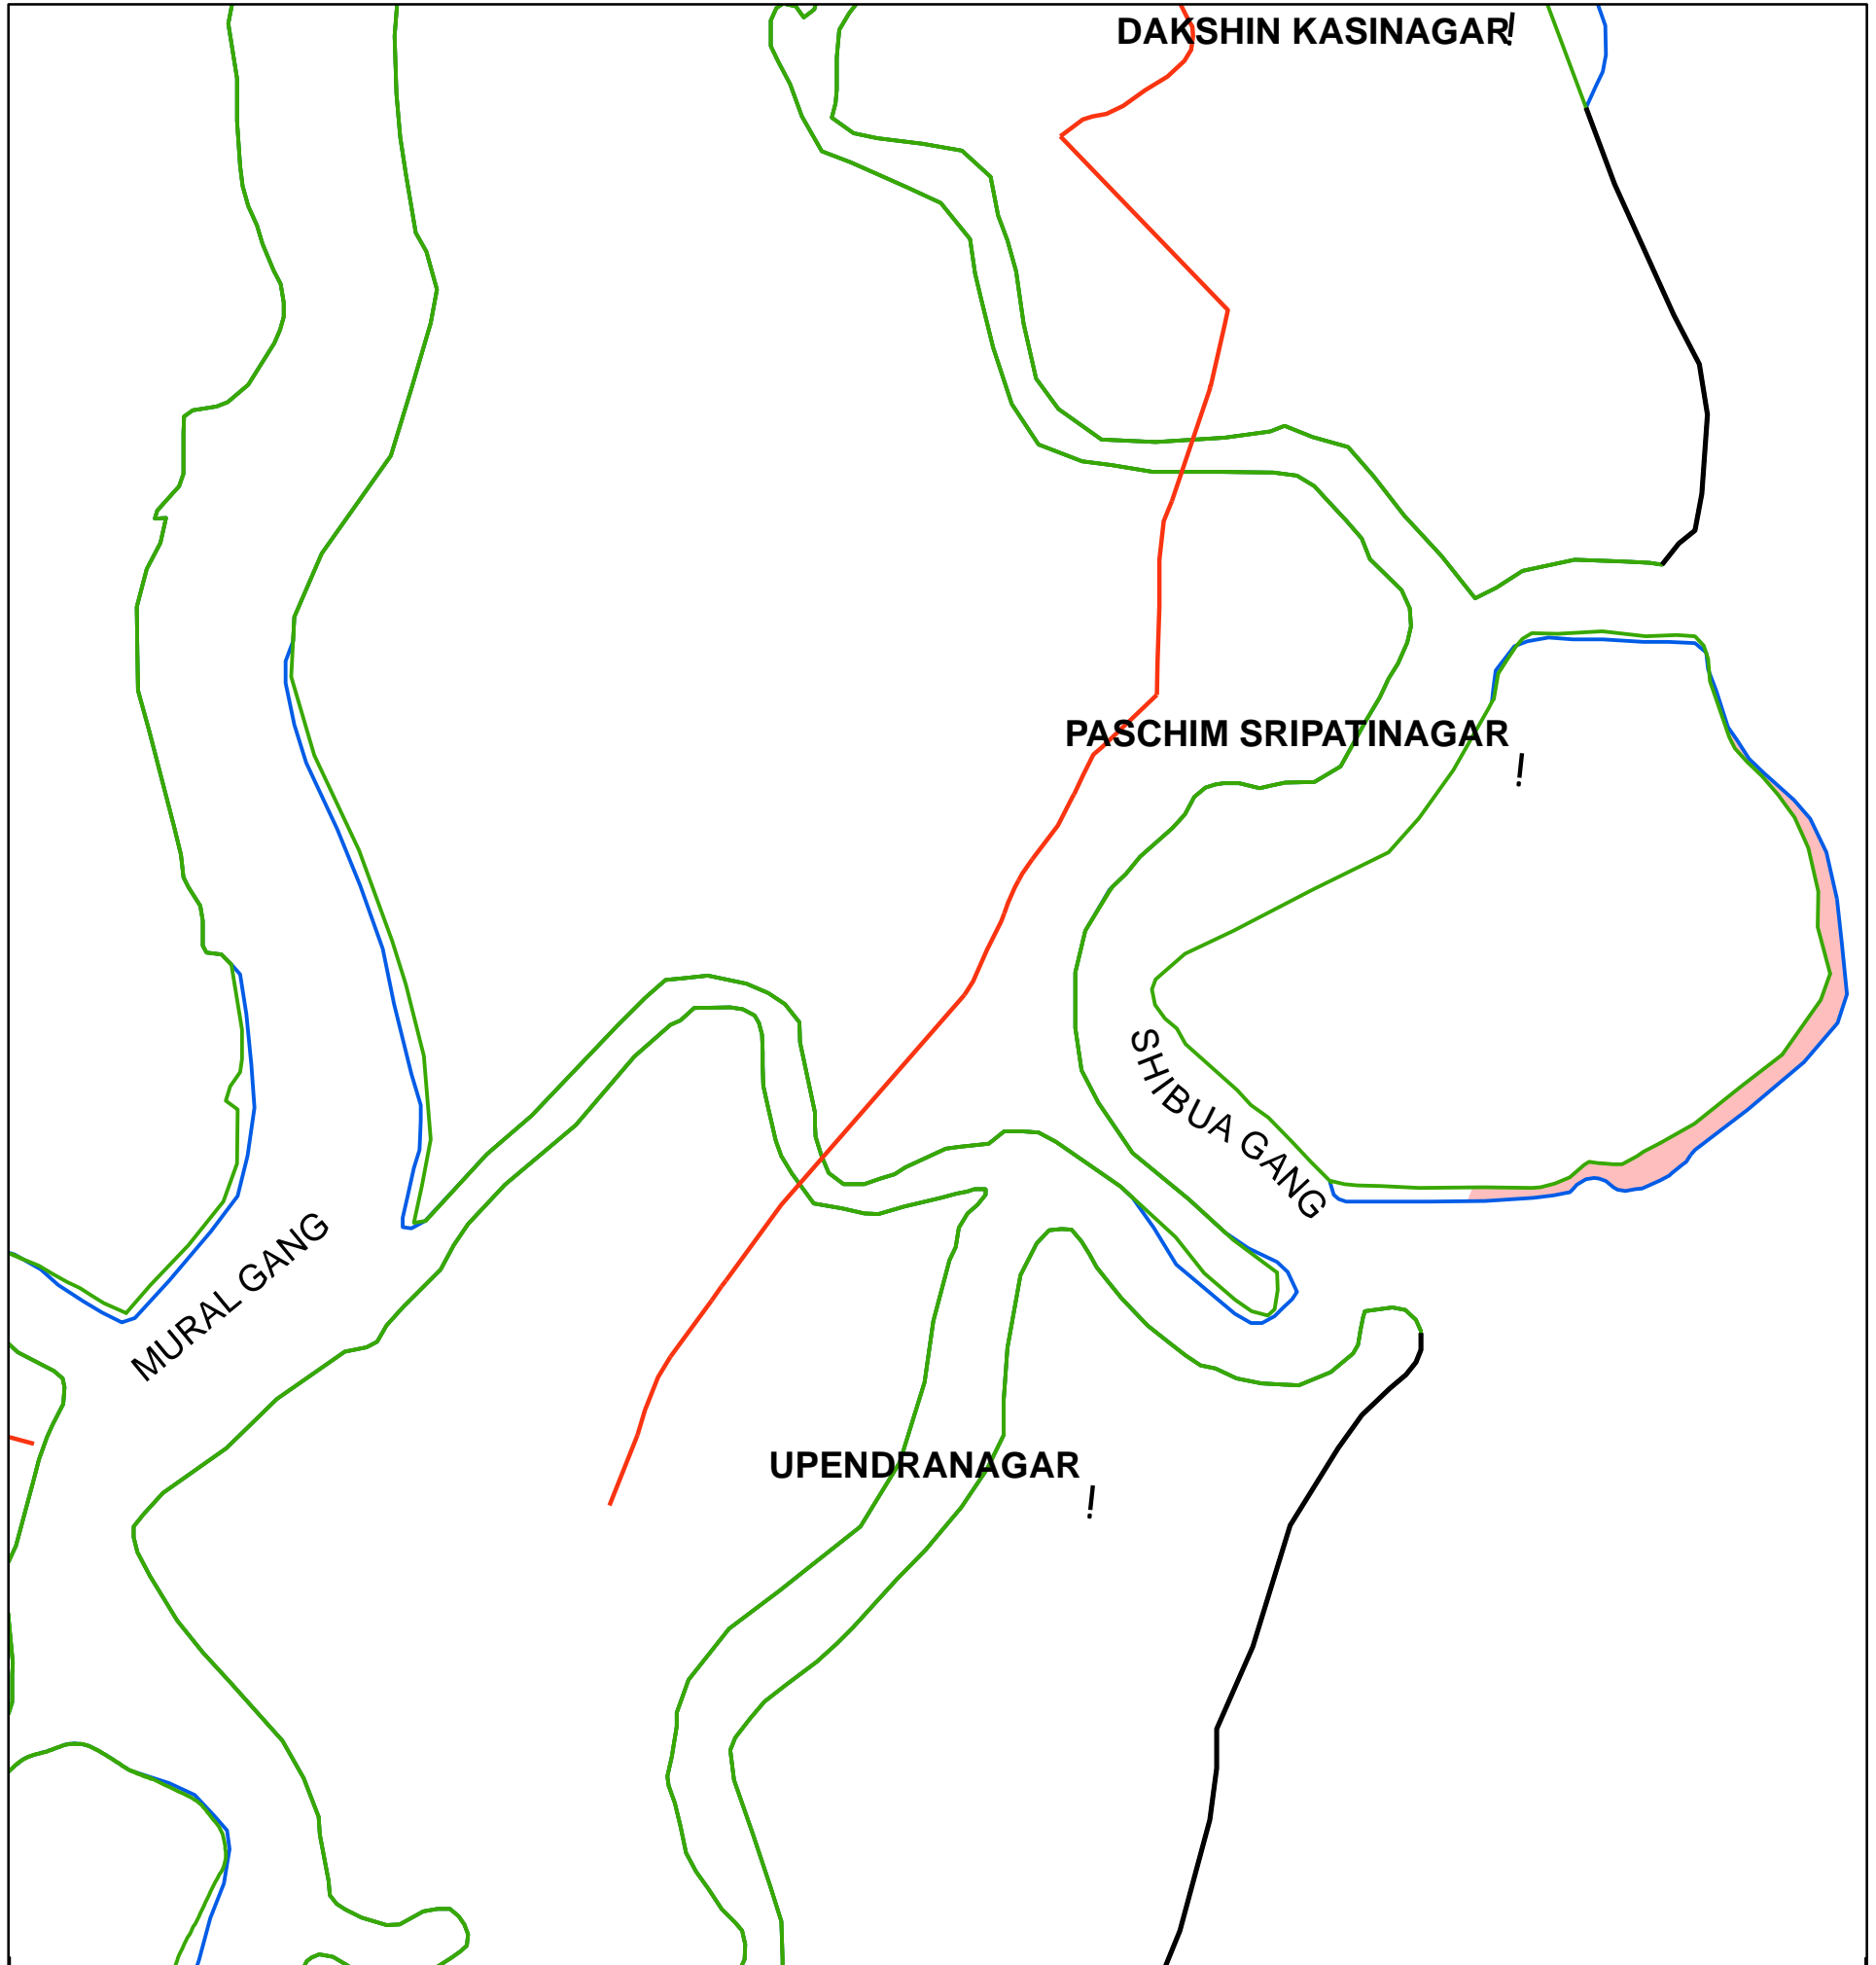 DAKSHIN KASINAGAR
PASCHIM SRIPATINAGAR
SHIBUA GANG
MURAL GANG
UPENDRANAGAR